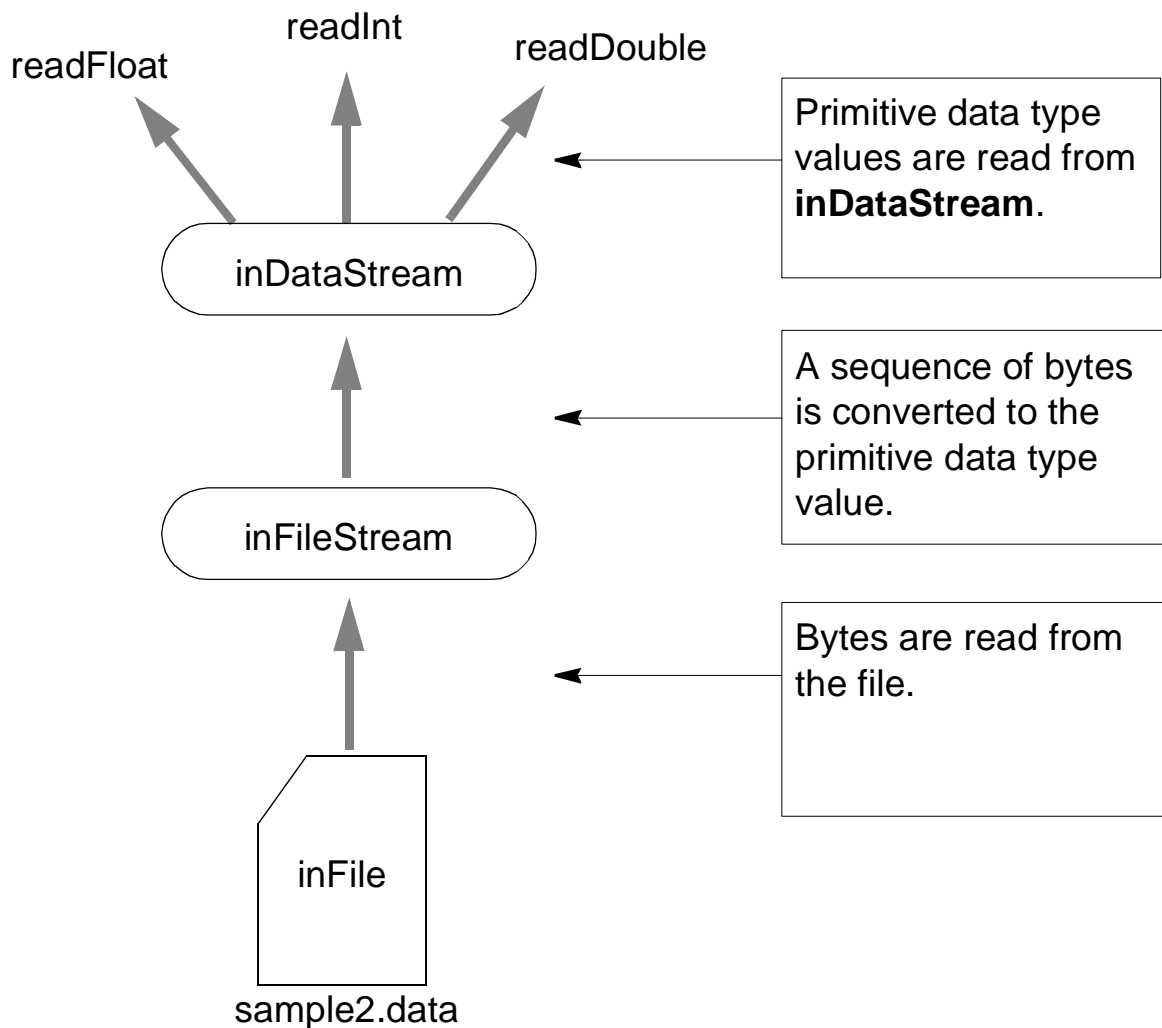 readInt
readFloat
readDouble
Primitive data type
values are read from
inDataStream.
inDataStream
A sequence of bytes
is converted to the
primitive data type
value.
inFileStream
Bytes are read from
the file.
inFile
sample2.data